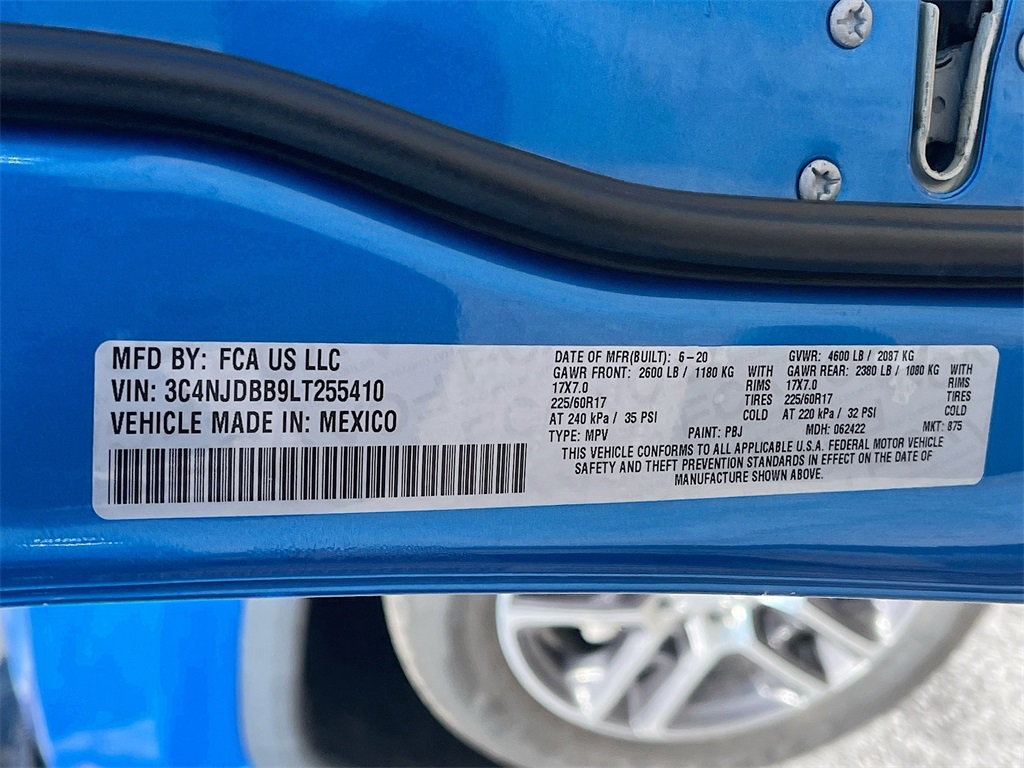 MFD BY: FCA US LLC
VIN: 3C4NJDBB9LT255410
VEHICLE MADE IN: MEXICO
DATE OF MFR(BUILT): 6-20 GVWR: 4600 LB / 2087 KG
GAWR FRONT: 2600 LB / 1180 KG WITH GAWR REAR: 2380 LB / 1080 KG WITH
17X7.0 RIMS 17X7.0 RIMS
225/60R17 TIRES 225/60R17 TIRES
AT 240 kPa / 35 PSI COLD AT 220 kPa / 32 PSI COLD
TYPE: MPV PAINT: PBJ MDH: 062422 MKT: 875
THIS VEHICLE CONFORMS TO ALL APPLICABLE U.S.A. FEDERAL MOTOR VEHICLE
SAFETY AND THEFT PREVENTION STANDARDS IN EFFECT ON THE DATE OF
MANUFACTURE SHOWN ABOVE.